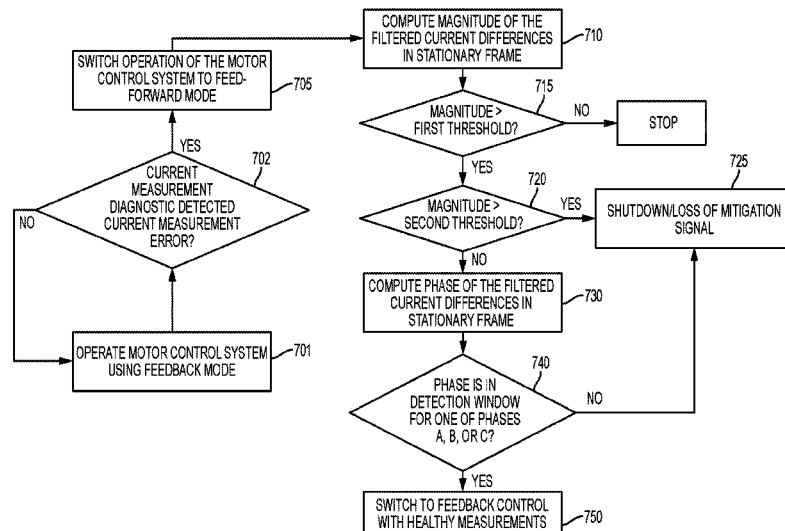 COMPUTE MAGNITUDE OF THE
FILTERED CURRENT DIFFERENCES
IN STATIONARY FRAME
710
SWITCH OPERATION OF THE MOTOR
CONTROL SYSTEM TO FEED-
FORWARD MODE
705
MAGNITUDE >
FIRST THRESHOLD?
715
NO
STOP
YES
YES
702
CURRENT
MEASUREMENT
DIAGNOSTIC DETECTED
CURRENT MEASUREMENT
ERROR?
NO
MAGNITUDE >
SECOND THRESHOLD?
720
YES
725
SHUTDOWN/LOSS OF MITIGATION
SIGNAL
NO
COMPUTE PHASE OF THE FILTERED
CURRENT DIFFERENCES IN
STATIONARY FRAME
730
OPERATE MOTOR CONTROL SYSTEM
USING FEEDBACK MODE
701
PHASE IS IN
DETECTION WINDOW
FOR ONE OF PHASES
A, B, OR C?
740
NO
YES
SWITCH TO FEEDBACK CONTROL
WITH HEALTHY MEASUREMENTS
750